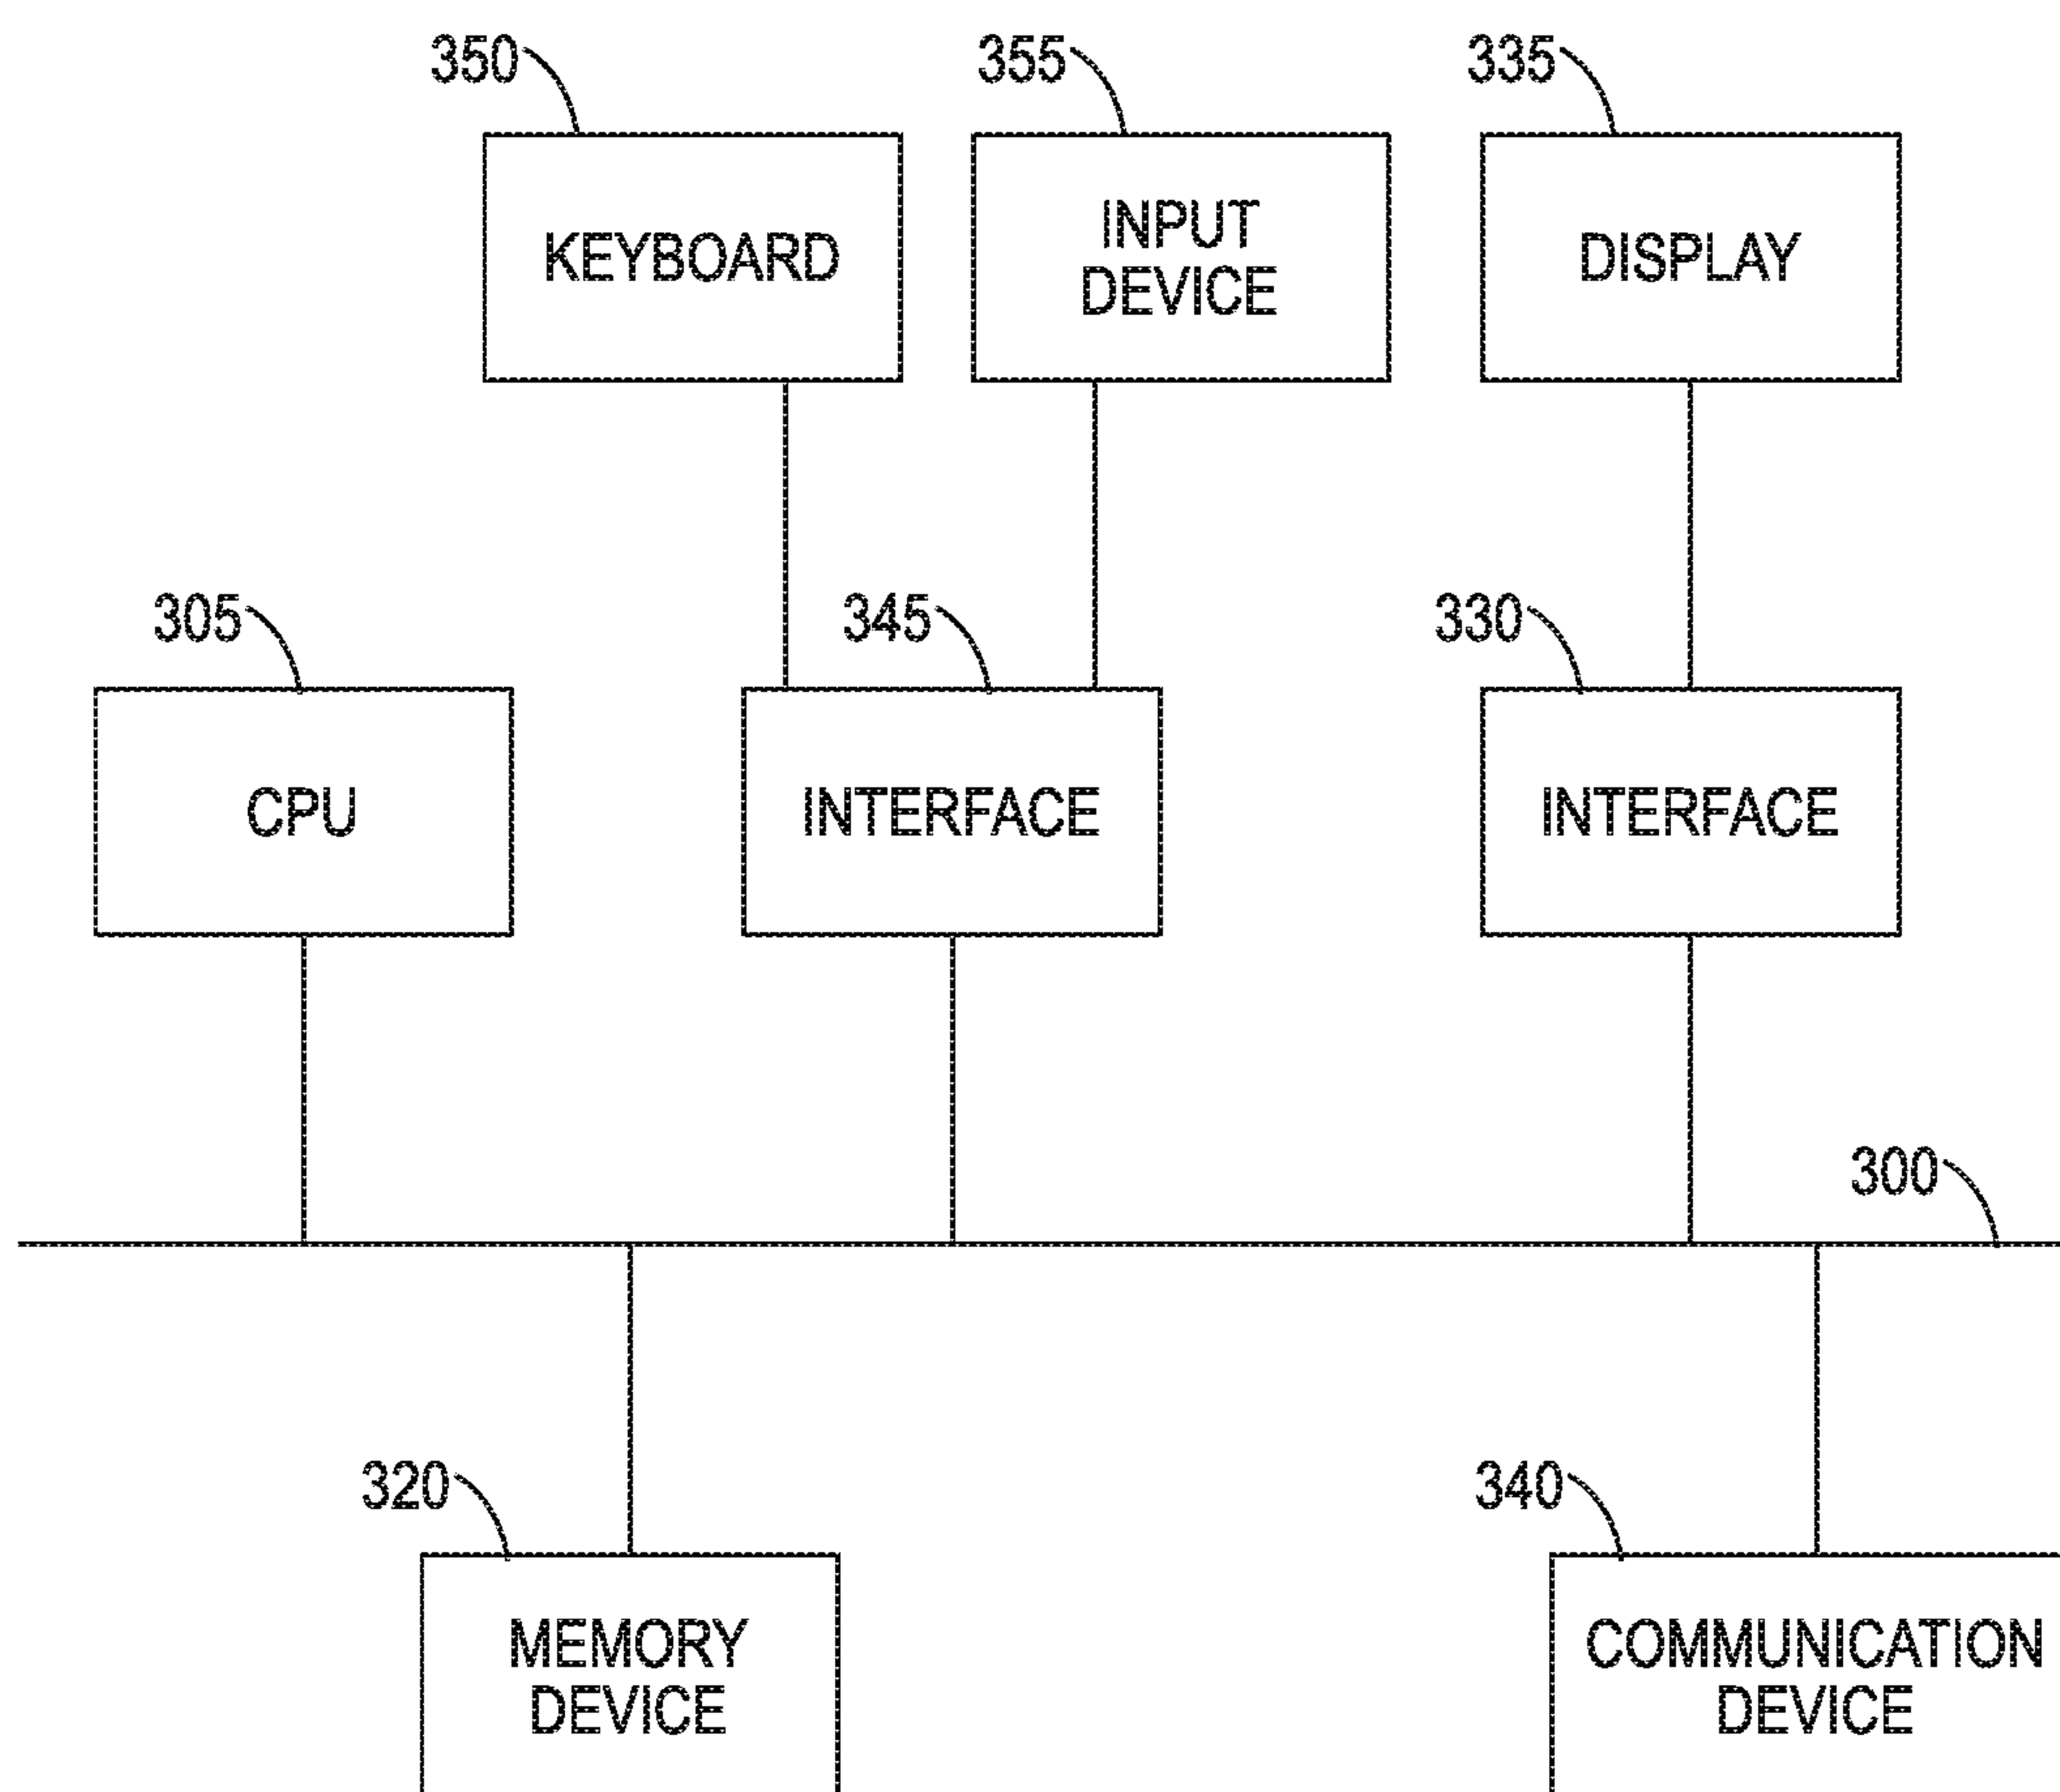 350
355
335
KEYBOARD
INPUT
DEVICE
DISPLAY
305
345
330
CPU
INTERFACE
INTERFACE
300
320
340
MEMORY
DEVICE
COMMUNICATION
DEVICE